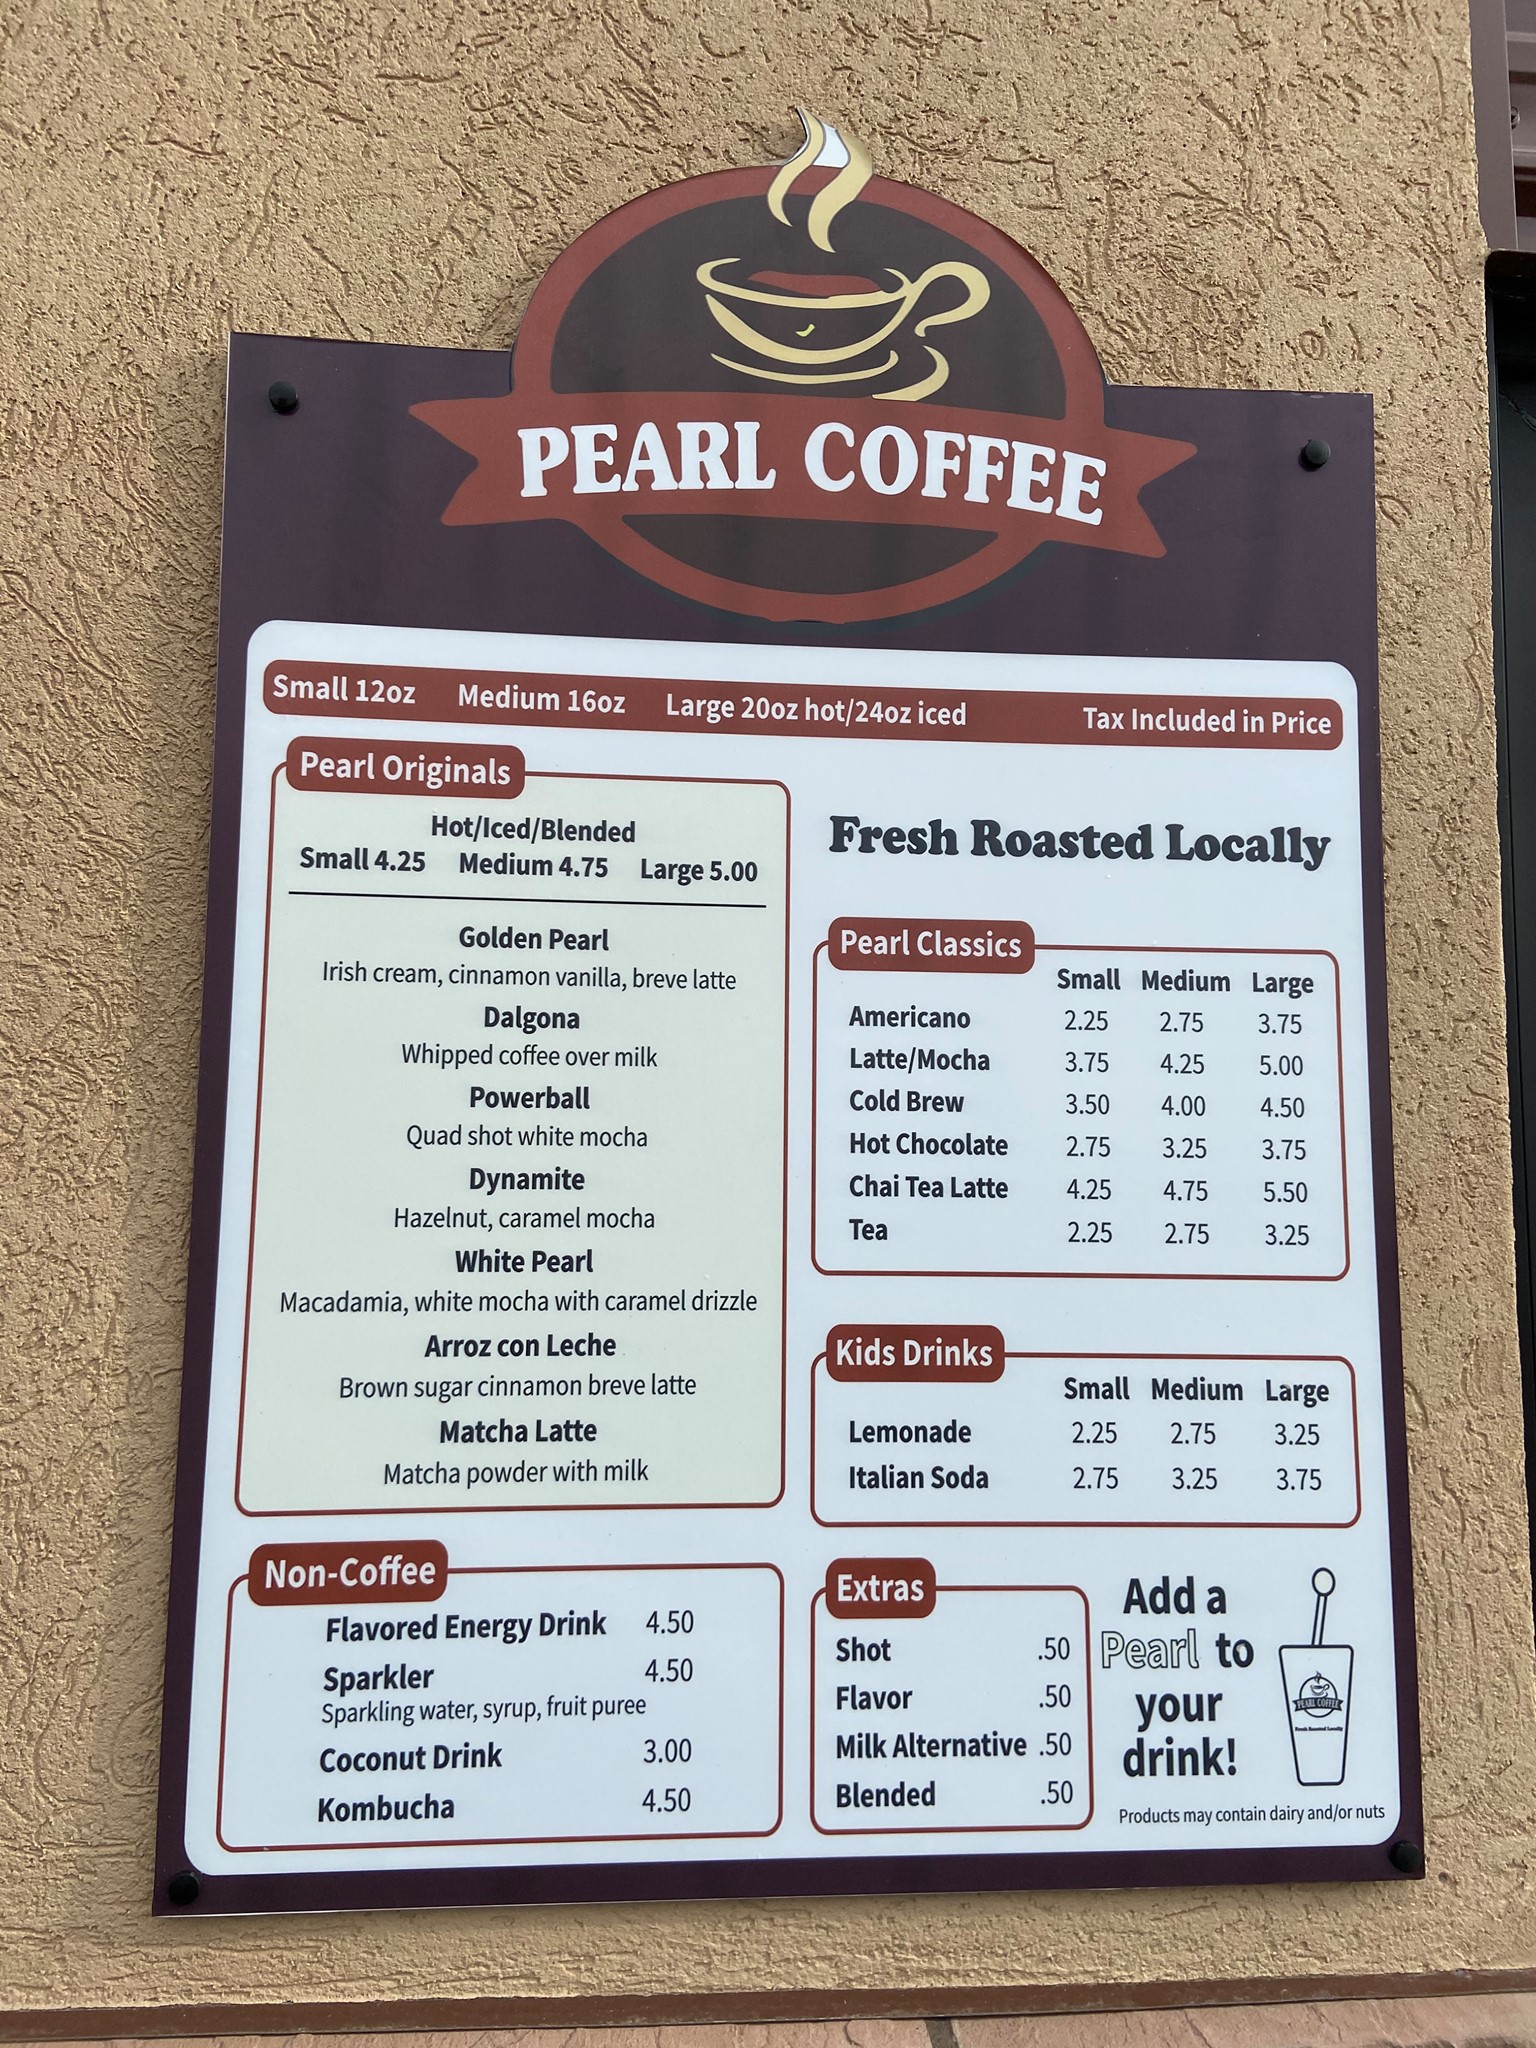 PEARL COFFEE
Small 12oz Medium 16oz Large 20oz hot/24oz iced Tax Included in Price
Pearl Originals
Hot/Iced/Blended
Small 4.25 Medium 4.75 Large 5.00
Golden Pearl
Irish cream, cinnamon vanilla, breve latte
Dalgona
Whipped coffee over milk
Powerball
Quad shot white mocha
Dynamite
Hazelnut, caramel mocha
White Pearl
Macadamia, white mocha with caramel drizzle
Arroz con Leche
Brown sugar cinnamon breve latte
Matcha Latte
Matcha powder with milk
Non-Coffee
Flavored Energy Drink 4.50
Sparkler 4.50
Sparkling water, syrup, fruit puree
Coconut Drink 3.00
Kombucha 4.50
Fresh Roasted Locally
Pearl Classics
Small Medium Large
Americano 2.25 2.75 3.75
Latte/Mocha 3.75 4.25 5.00
Cold Brew 3.50 4.00 4.50
Hot Chocolate 2.75 3.25 3.75
Chai Tea Latte 4.25 4.75 5.50
Tea 2.25 2.75 3.25
Kids Drinks
Small Medium Large
Lemonade 2.25 2.75 3.25
Italian Soda 2.75 3.25 3.75
Extras
Shot .50
Flavor .50
Milk Alternative .50
Blended .50
Add a
Pearl to
your
drink!
PEARL COFFEE
Fresh Roasted Locally
Products may contain dairy and/or nuts